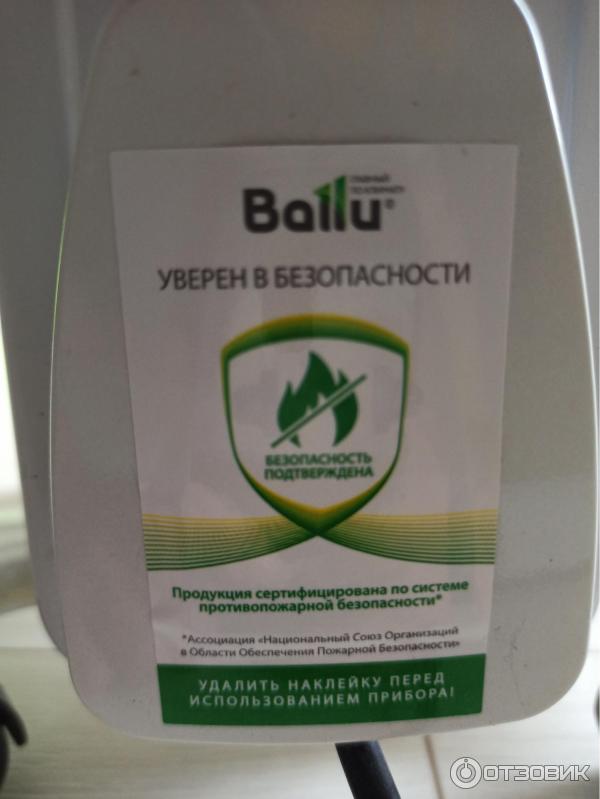 ГЛАВНЫЙ
ПО КЛИМАТУ
Ballu®
УВЕРЕН В БЕЗОПАСНОСТИ
БЕЗОПАСНОСТЬ
ПОДТВЕРЖДЕНА
Продукция сертифицирована по системе
противопожарной безопасности*
*Ассоциация «Национальный Союз Организаций
в Области Обеспечения Пожарной Безопасности»
УДАЛИТЬ НАКЛЕЙКУ ПЕРЕД
ИСПОЛЬЗОВАНИЕМ ПРИБОРА!
ОТЗОВИК